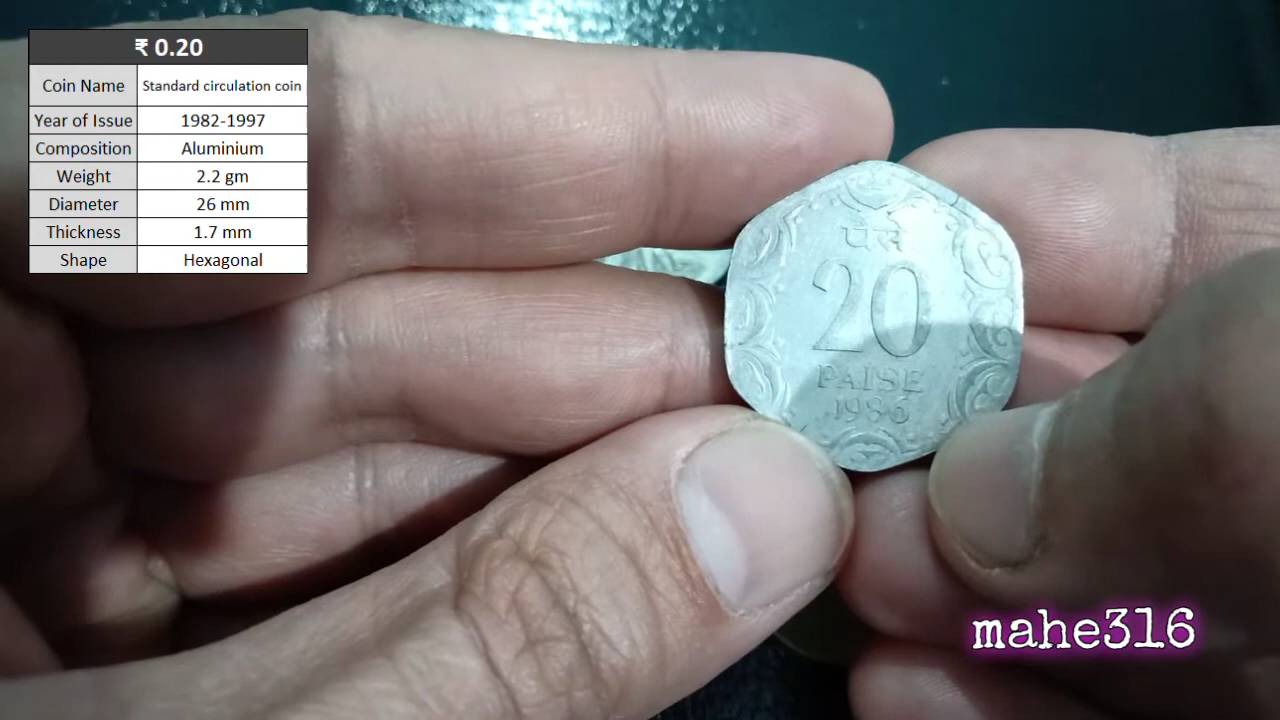 ₹ 0.20
Coin Name Standard circulation coin
Year of Issue 1982-1997
Composition Aluminium
Weight 2.2 gm
Diameter 26 mm
Thickness 1.7 mm
Shape Hexagonal
पैसे
20
PAISE
1986
mahe316